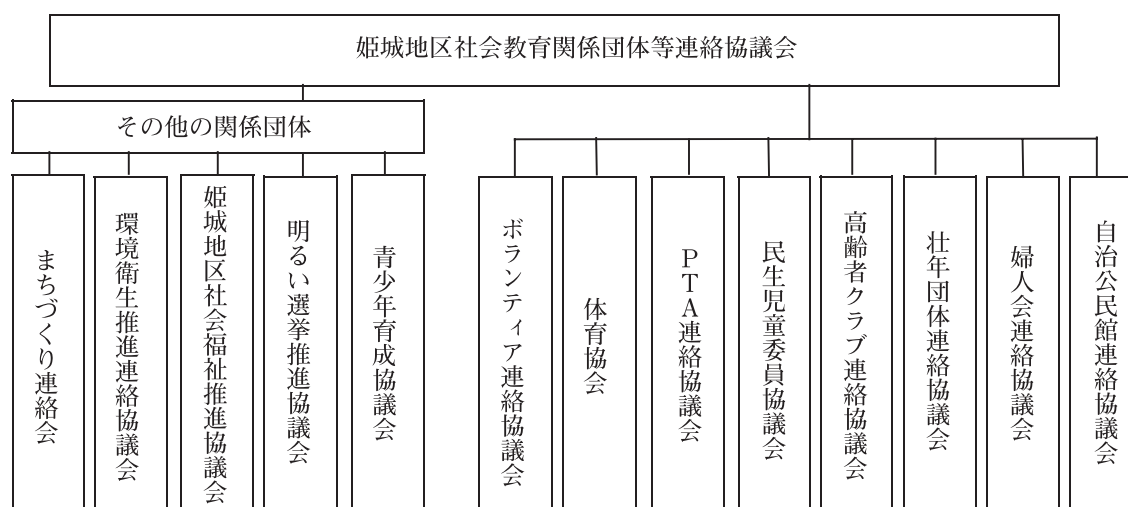 姫城地区社会教育関係団体等連絡協議会
その他の関係団体
まちづくり連絡会
環境衛生推進連絡協議会
姫城地区社会福祉推進協議会
明るい選挙推進協議会
青少年育成協議会
ボランティア連絡協議会
体育協会
PTA連絡協議会
民生児童委員協議会
高齢者クラブ連絡協議会
壮年団体連絡協議会
婦人会連絡協議会
自治公民館連絡協議会